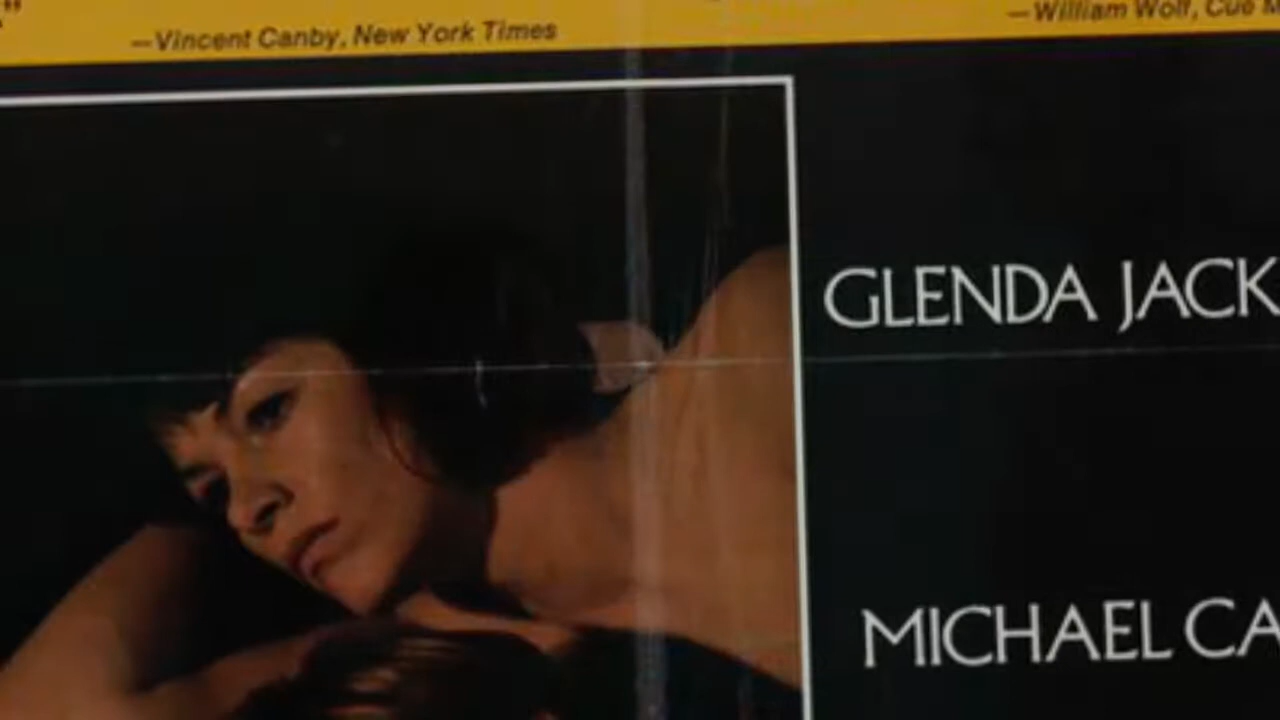 "
—Vincent Canby, New York Times
—William Wolf, Cue M
GLENDA JACK
MICHAEL CA